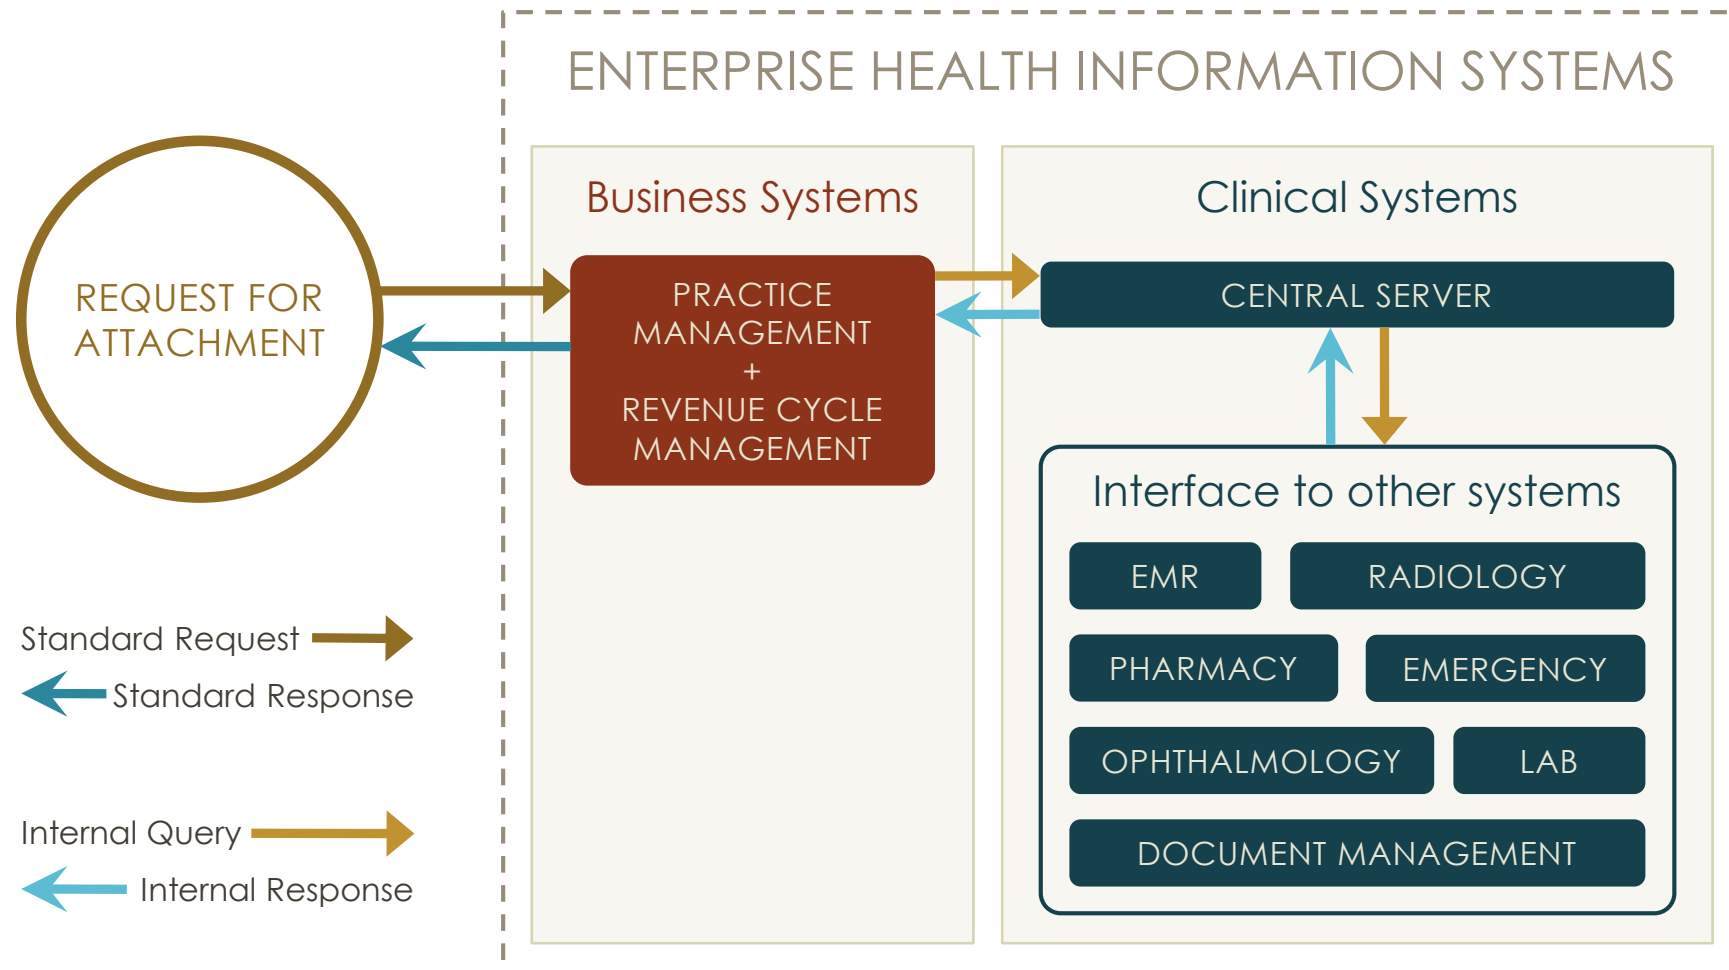 ENTERPRISE HEALTH INFORMATION SYSTEMS
REQUEST FOR
ATTACHMENT
Business Systems
PRACTICE
MANAGEMENT
+
REVENUE CYCLE
MANAGEMENT
Clinical Systems
CENTRAL SERVER
Interface to other systems
EMR
RADIOLOGY
PHARMACY
EMERGENCY
OPHTHALMOLOGY
LAB
DOCUMENT MANAGEMENT
Standard Request
Standard Response
Internal Query
Internal Response